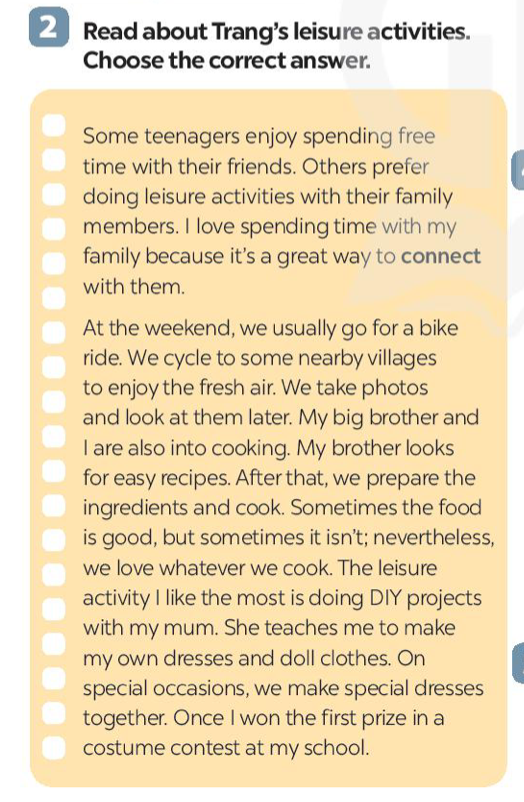 2 Read about Trang's leisure activities.
Choose the correct answer.
Some teenagers enjoy spending free
time with their friends. Others prefer
doing leisure activities with their family
members. I love spending time with my
family because it's a great way to connect
with them.
At the weekend, we usually go for a bike
ride. We cycle to some nearby villages
to enjoy the fresh air. We take photos
and look at them later. My big brother and
I are also into cooking. My brother looks
for easy recipes. After that, we prepare the
ingredients and cook. Sometimes the food
is good, but sometimes it isn't; nevertheless,
we love whatever we cook. The leisure
activity I like the most is doing DIY projects
with my mum. She teaches me to make
my own dresses and doll clothes. On
special occasions, we make special dresses
together. Once I won the first prize in a
costume contest at my school.